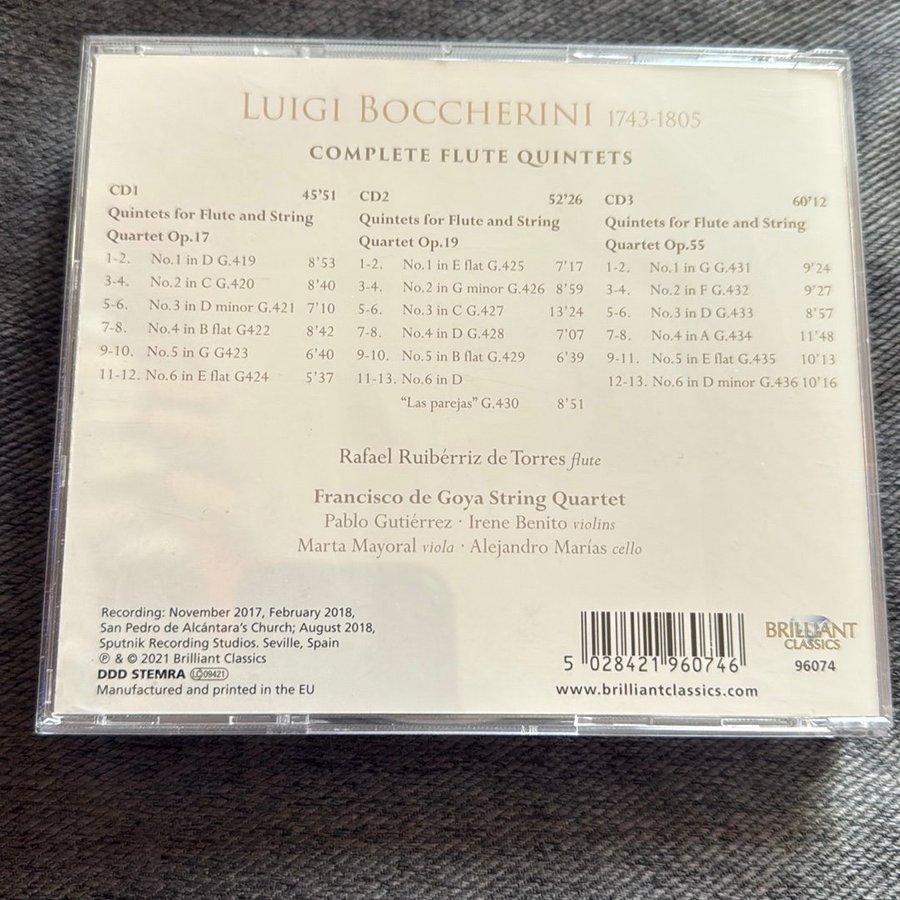 LUIGI BOCCHERINI 1743-1805
COMPLETE FLUTE QUINTETS
CD1 45’51
Quintets for Flute and String
Quartet Op.17
1-2. No.1 in D G.419 8’53
3-4. No.2 in C G.420 8’40
5-6. No.3 in D minor G.421 7’10
7-8. No.4 in B flat G422 8’42
9-10. No.5 in G G423 6’40
11-12. No.6 in E flat G424 5’37
CD2 52’26
Quintets for Flute and String
Quartet Op.19
1-2. No.1 in E flat G.425 7’17
3-4. No.2 in G minor G.426 8’59
5-6. No.3 in C G.427 13’24
7-8. No.4 in D G.428 7’07
9-10. No.5 in B flat G.429 6’39
11-13. No.6 in D
“Las parejas” G.430 8’51
CD3 60’12
Quintets for Flute and String
Quartet Op.55
1-2. No.1 in G G.431 9’24
3-4. No.2 in F G.432 9’27
5-6. No.3 in D G.433 8’57
7-8. No.4 in A G.434 11’48
9-11. No.5 in E flat G.435 10’13
12-13. No.6 in D minor G.436 10’16
Rafael Ruibérriz de Torres flute
Francisco de Goya String Quartet
Pablo Gutiérrez · Irene Benito violins
Marta Mayoral viola · Alejandro Marías cello
Recording: November 2017, February 2018,
San Pedro de Alcántara’s Church; August 2018,
Sputnik Recording Studios. Seville, Spain
℗ & © 2021 Brilliant Classics
DDD STEMRA LC 09421
Manufactured and printed in the EU
5 028421 960746
www.brilliantclassics.com
BRILLIANT
CLASSICS
96074